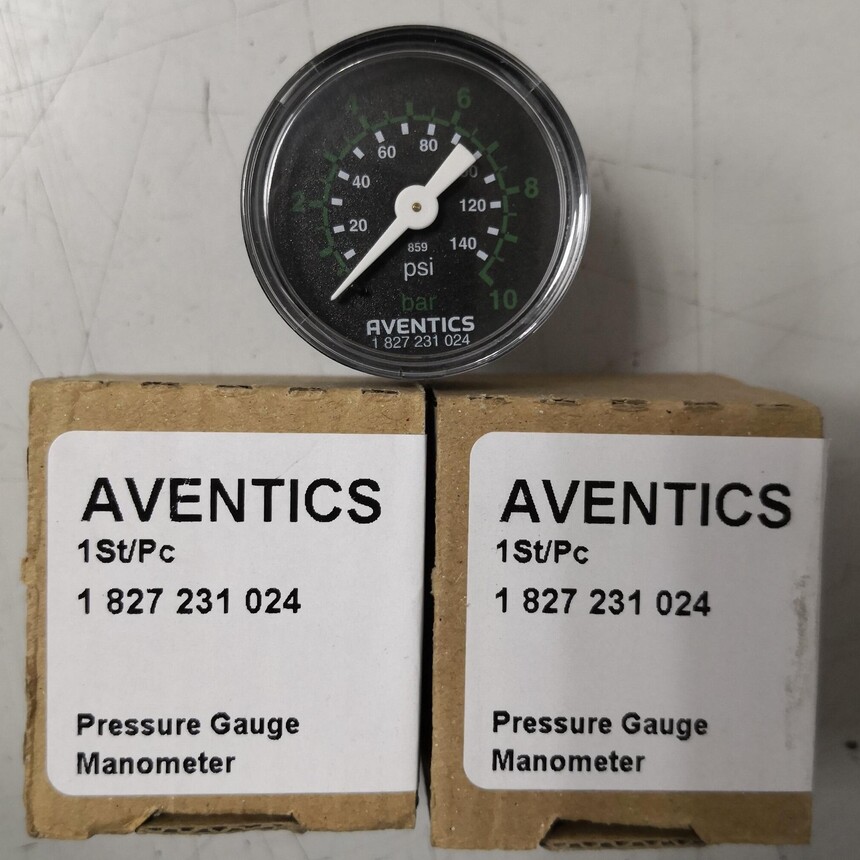 4
6
60
80
40
2
8
120
20
859
140
psi
bar
10
AVENTICS
1 827 231 024
AVENTICS
1St/Pc
1 827 231 024
Pressure Gauge
Manometer
AVENTICS
1St/Pc
1 827 231 024
Pressure Gauge
Manometer